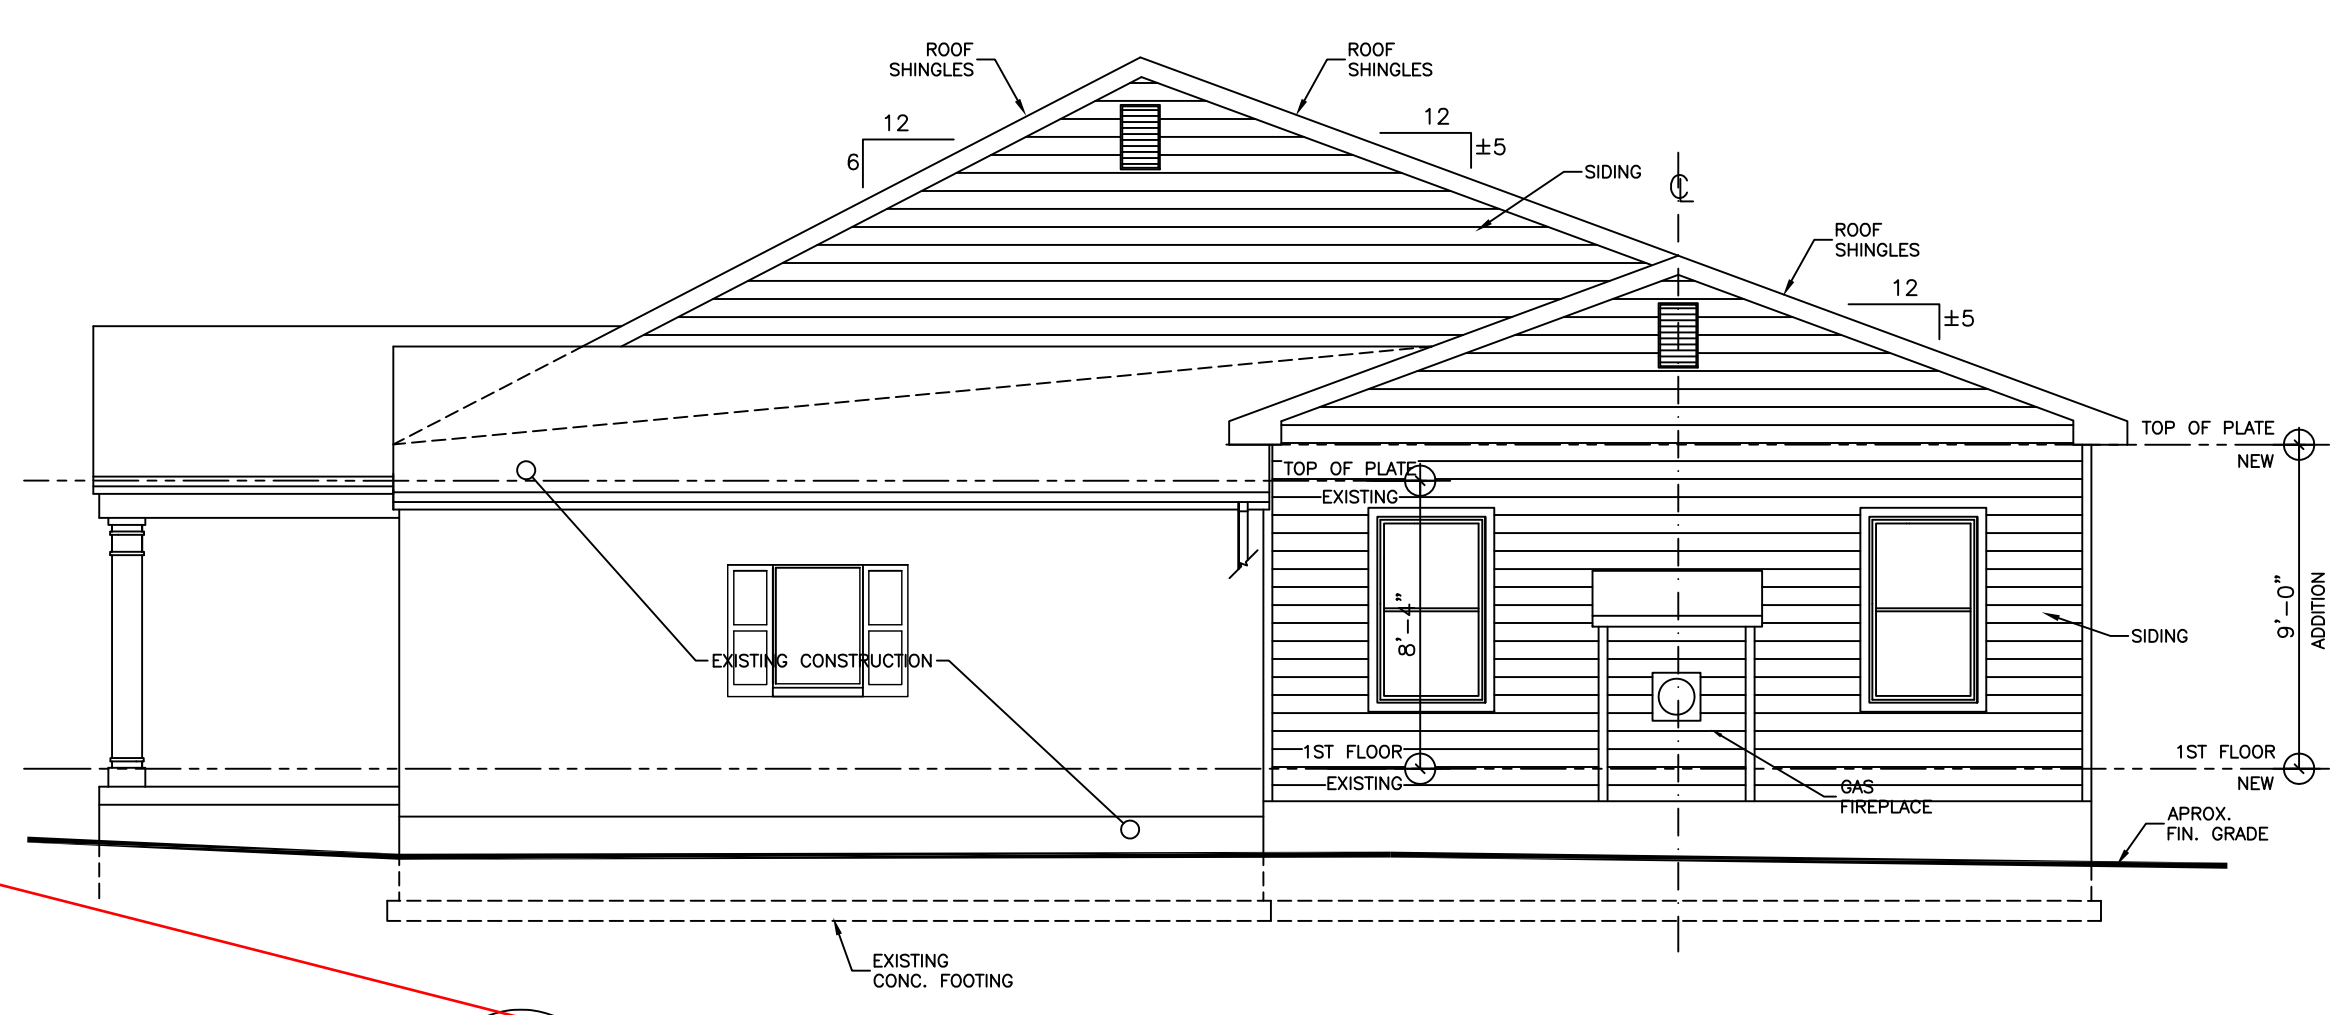 ROOF
SHINGLES
ROOF
SHINGLES
12
6
12
±5
SIDING
℄
ROOF
SHINGLES
12
±5
TOP OF PLATE
NEW
TOP OF PLATE
EXISTING
8'-4"
9'-0"
ADDITION
SIDING
EXISTING CONSTRUCTION
1ST FLOOR
EXISTING
1ST FLOOR
NEW
GAS
FIREPLACE
APROX.
FIN. GRADE
EXISTING
CONC. FOOTING